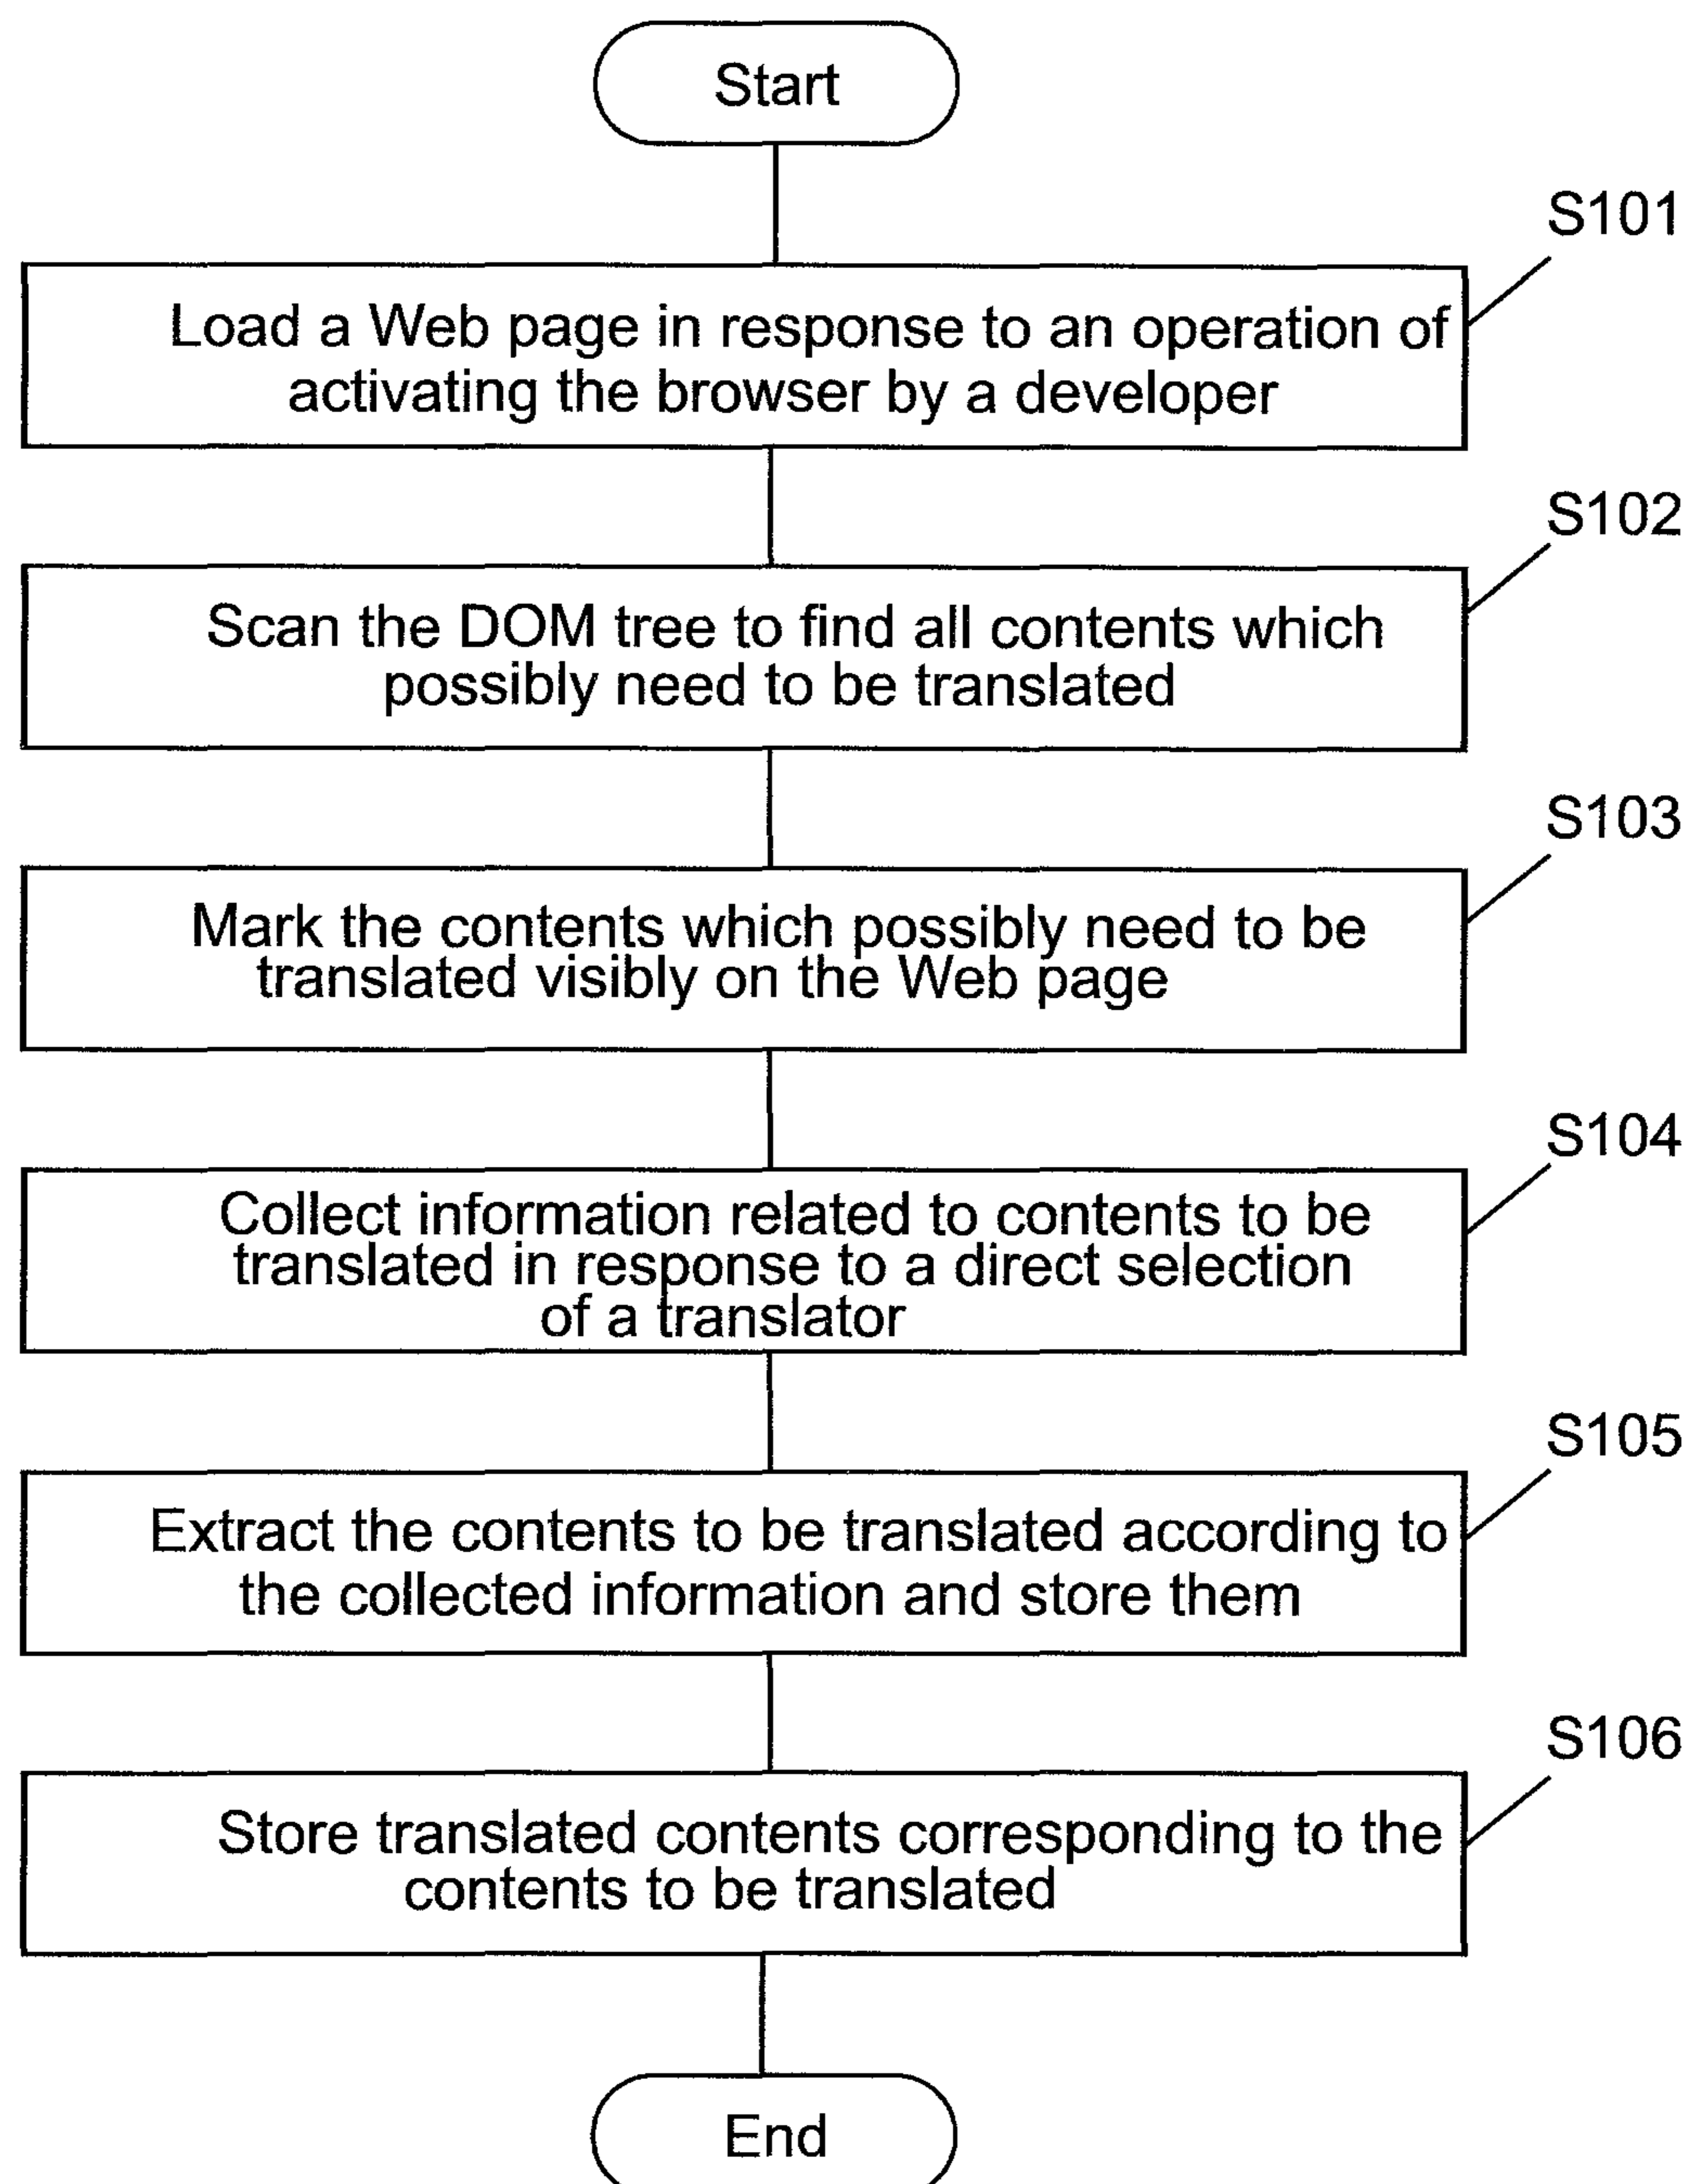 Start
S101
Load a Web page in response to an operation of
activating the browser by a developer
S102
Scan the DOM tree to find all contents which
possibly need to be translated
S103
Mark the contents which possibly need to be
translated visibly on the Web page
S104
Collect information related to contents to be
translated in response to a direct selection
of a translator
S105
Extract the contents to be translated according to
the collected information and store them
S106
Store translated contents corresponding to the
contents to be translated
End